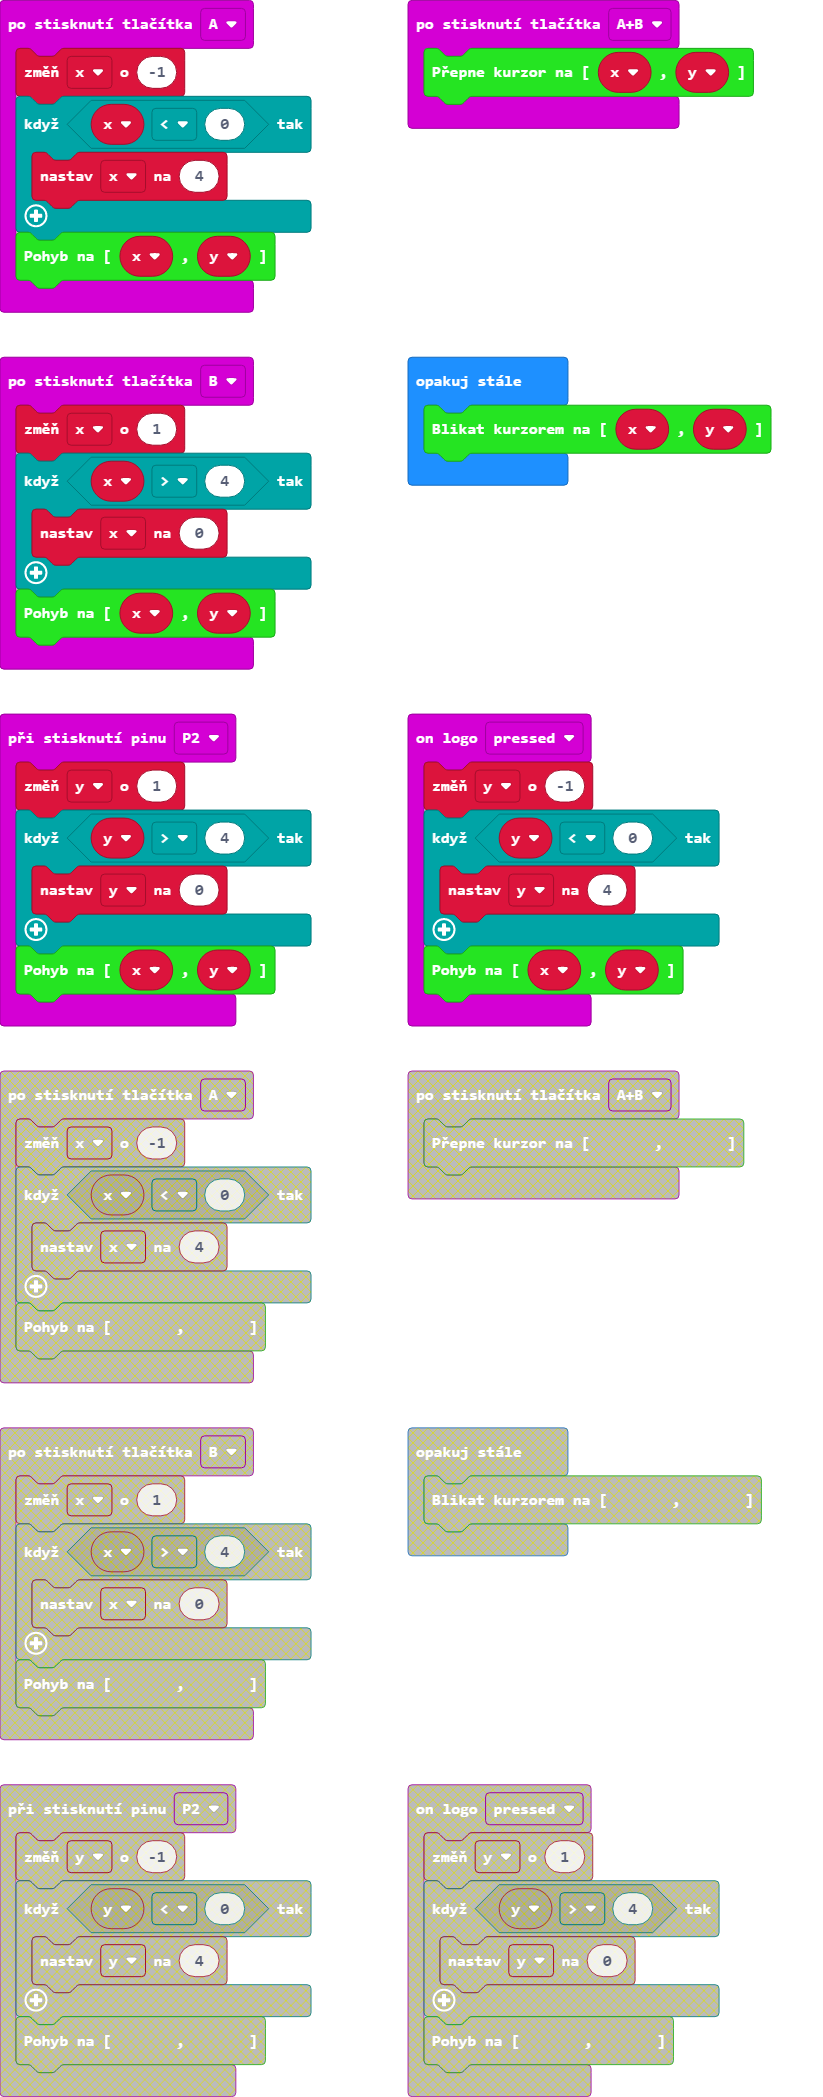 po stisknutí tlačítka A
změň x o -1
když x < 0 tak
nastav x na 4
Pohyb na [ x , y ]
po stisknutí tlačítka A+B
Přepne kurzor na [ x , y ]
po stisknutí tlačítka B
změň x o 1
když x > 4 tak
nastav x na 0
Pohyb na [ x , y ]
opakuj stále
Blikat kurzorem na [ x , y ]
při stisknutí pinu P2
změň y o 1
když y > 4 tak
nastav y na 0
Pohyb na [ x , y ]
on logo pressed
změň y o -1
když y < 0 tak
nastav y na 4
Pohyb na [ x , y ]
po stisknutí tlačítka A
změň x o -1
když x < 0 tak
nastav x na 4
Pohyb na [ , ]
po stisknutí tlačítka A+B
Přepne kurzor na [ , ]
po stisknutí tlačítka B
změň x o 1
když x > 4 tak
nastav x na 0
Pohyb na [ , ]
opakuj stále
Blikat kurzorem na [ , ]
při stisknutí pinu P2
změň y o -1
když y < 0 tak
nastav y na 4
Pohyb na [ , ]
on logo pressed
změň y o 1
když y > 4 tak
nastav y na 0
Pohyb na [ , ]